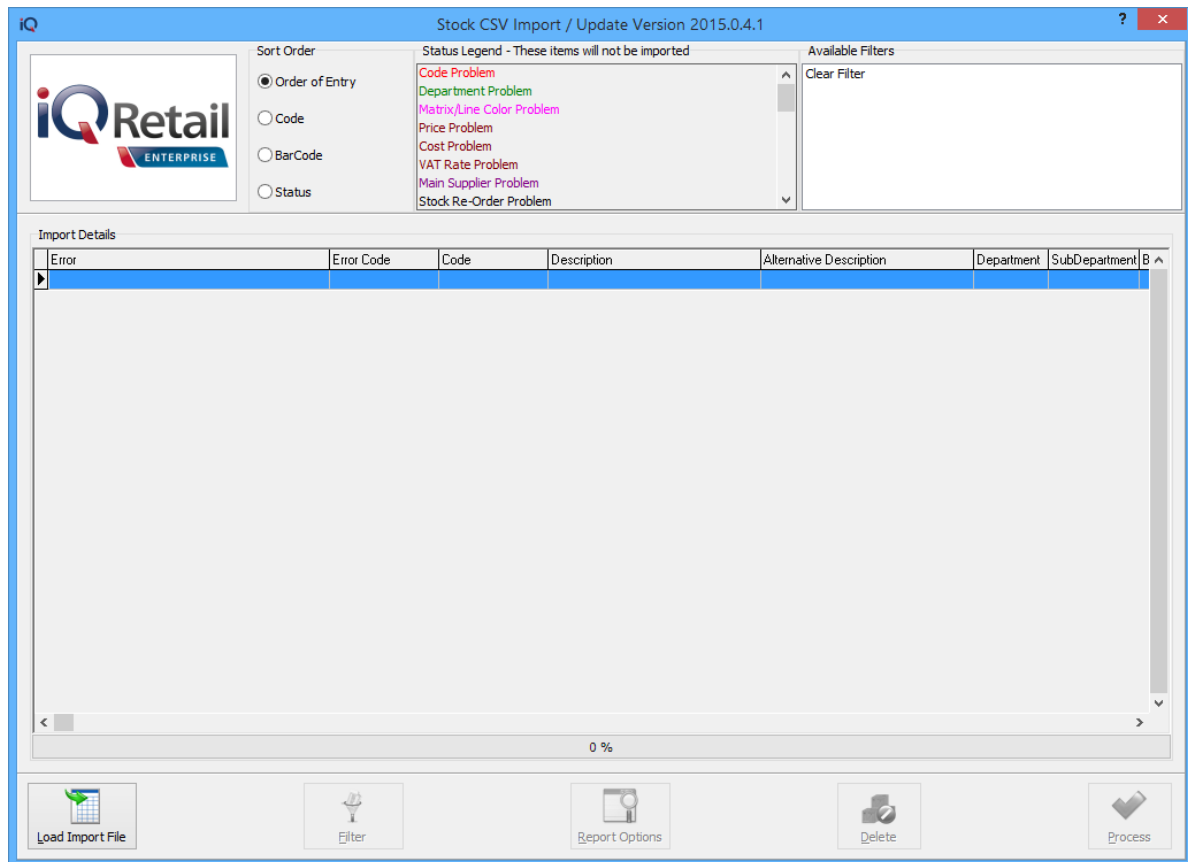 iQ
Stock CSV Import / Update Version 2015.0.4.1
?
iQRetail
ENTERPRISE
Sort Order
Order of Entry
Code
BarCode
Status
Status Legend - These items will not be imported
Code Problem
Department Problem
Matrix/Line Color Problem
Price Problem
Cost Problem
VAT Rate Problem
Main Supplier Problem
Stock Re-Order Problem
Available Filters
Clear Filter
Import Details
Error Error Code Code Description Alternative Description Department SubDepartment B
0 %
Load Import File Filter Report Options Delete Process